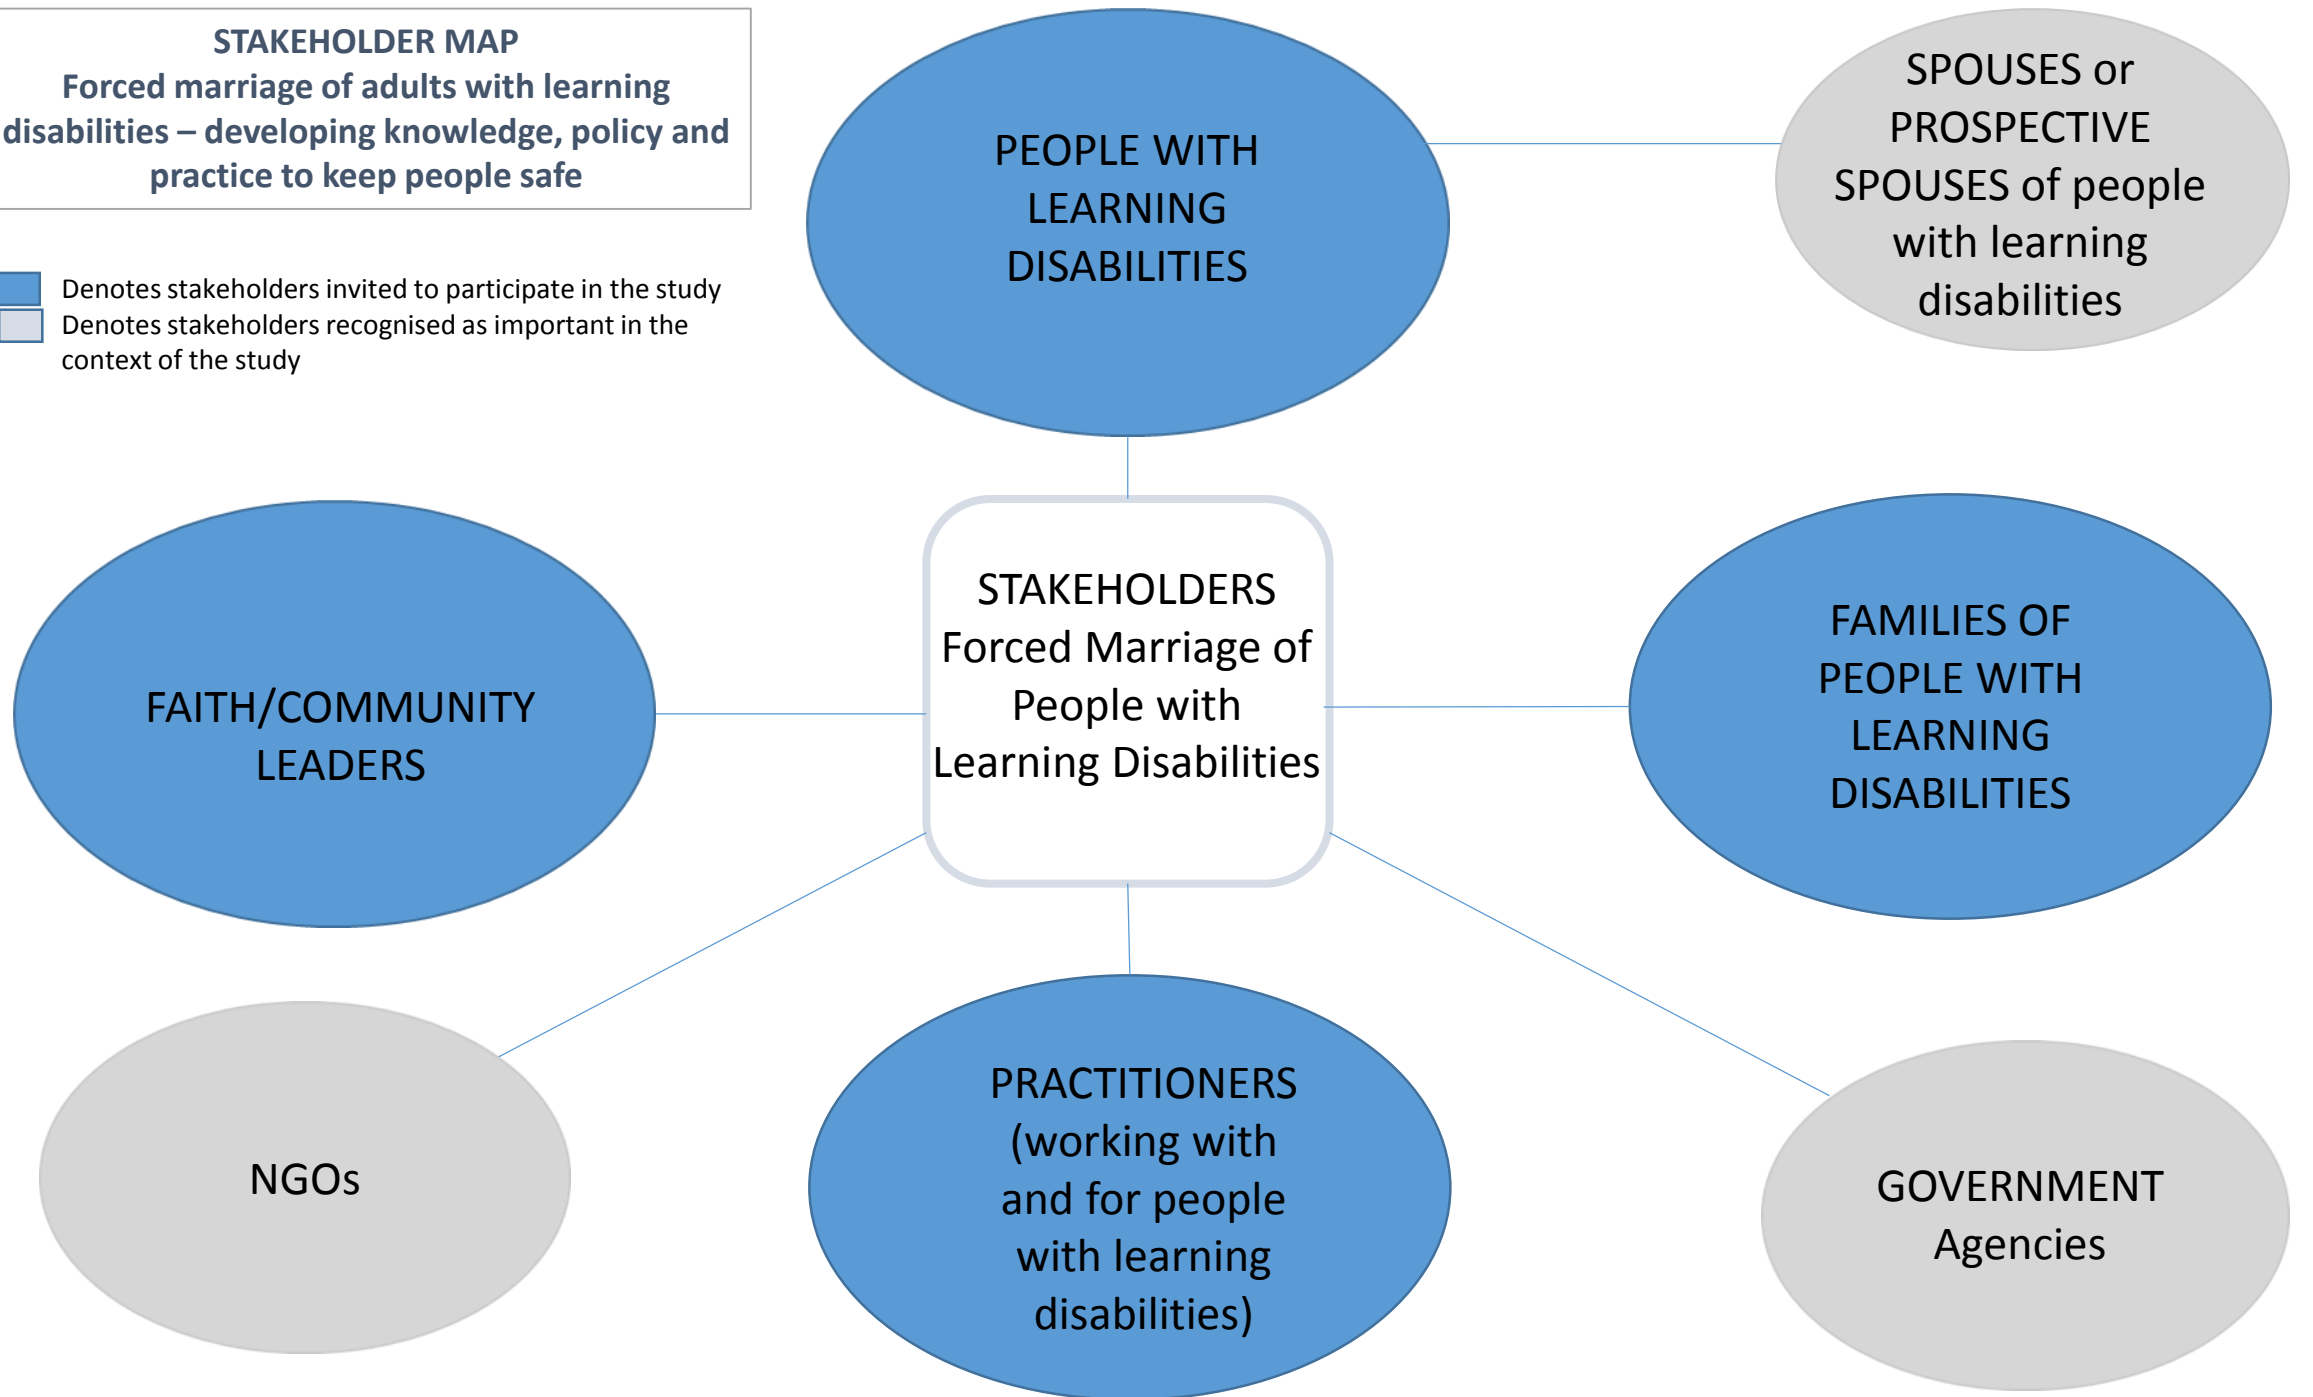 STAKEHOLDER MAP
Forced marriage of adults with learning
disabilities – developing knowledge, policy and
practice to keep people safe
Denotes stakeholders invited to participate in the study
Denotes stakeholders recognised as important in the
context of the study
PEOPLE WITH
LEARNING
DISABILITIES
SPOUSES or
PROSPECTIVE
SPOUSES of people
with learning
disabilities
FAITH/COMMUNITY
LEADERS
STAKEHOLDERS
Forced Marriage of
People with
Learning Disabilities
FAMILIES OF
PEOPLE WITH
LEARNING
DISABILITIES
NGOs
PRACTITIONERS
(working with
and for people
with learning
disabilities)
GOVERNMENT
Agencies